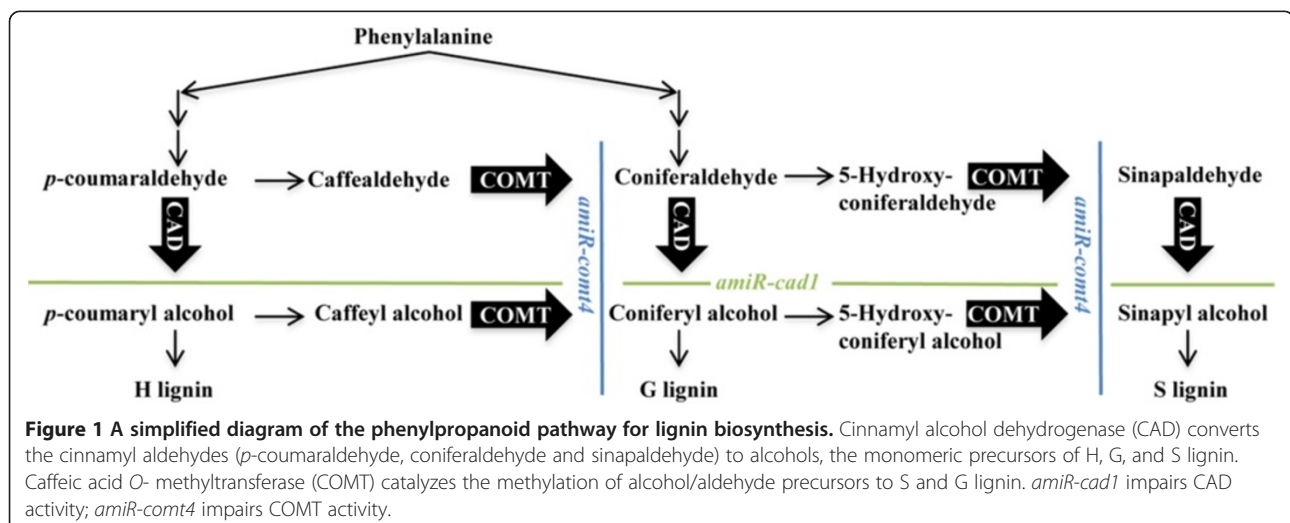 Phenylalanine
p-coumaraldehyde
Caffealdehyde
COMT
amiR-comt4
Coniferaldehyde
5-Hydroxy-
coniferaldehyde
COMT
amiR-comt4
Sinapaldehyde
CAD
CAD
CAD
amiR-cad1
p-coumaryl alcohol
Caffeyl alcohol
COMT
Coniferyl alcohol
5-Hydroxy-
coniferyl alcohol
COMT
Sinapyl alcohol
H lignin
G lignin
S lignin
Figure 1 A simplified diagram of the phenylpropanoid pathway for lignin biosynthesis. Cinnamyl alcohol dehydrogenase (CAD) converts
the cinnamyl aldehydes (p-coumaraldehyde, coniferaldehyde and sinapaldehyde) to alcohols, the monomeric precursors of H, G, and S lignin.
Caffeic acid O- methyltransferase (COMT) catalyzes the methylation of alcohol/aldehyde precursors to S and G lignin. amiR-cad1 impairs CAD
activity; amiR-comt4 impairs COMT activity.